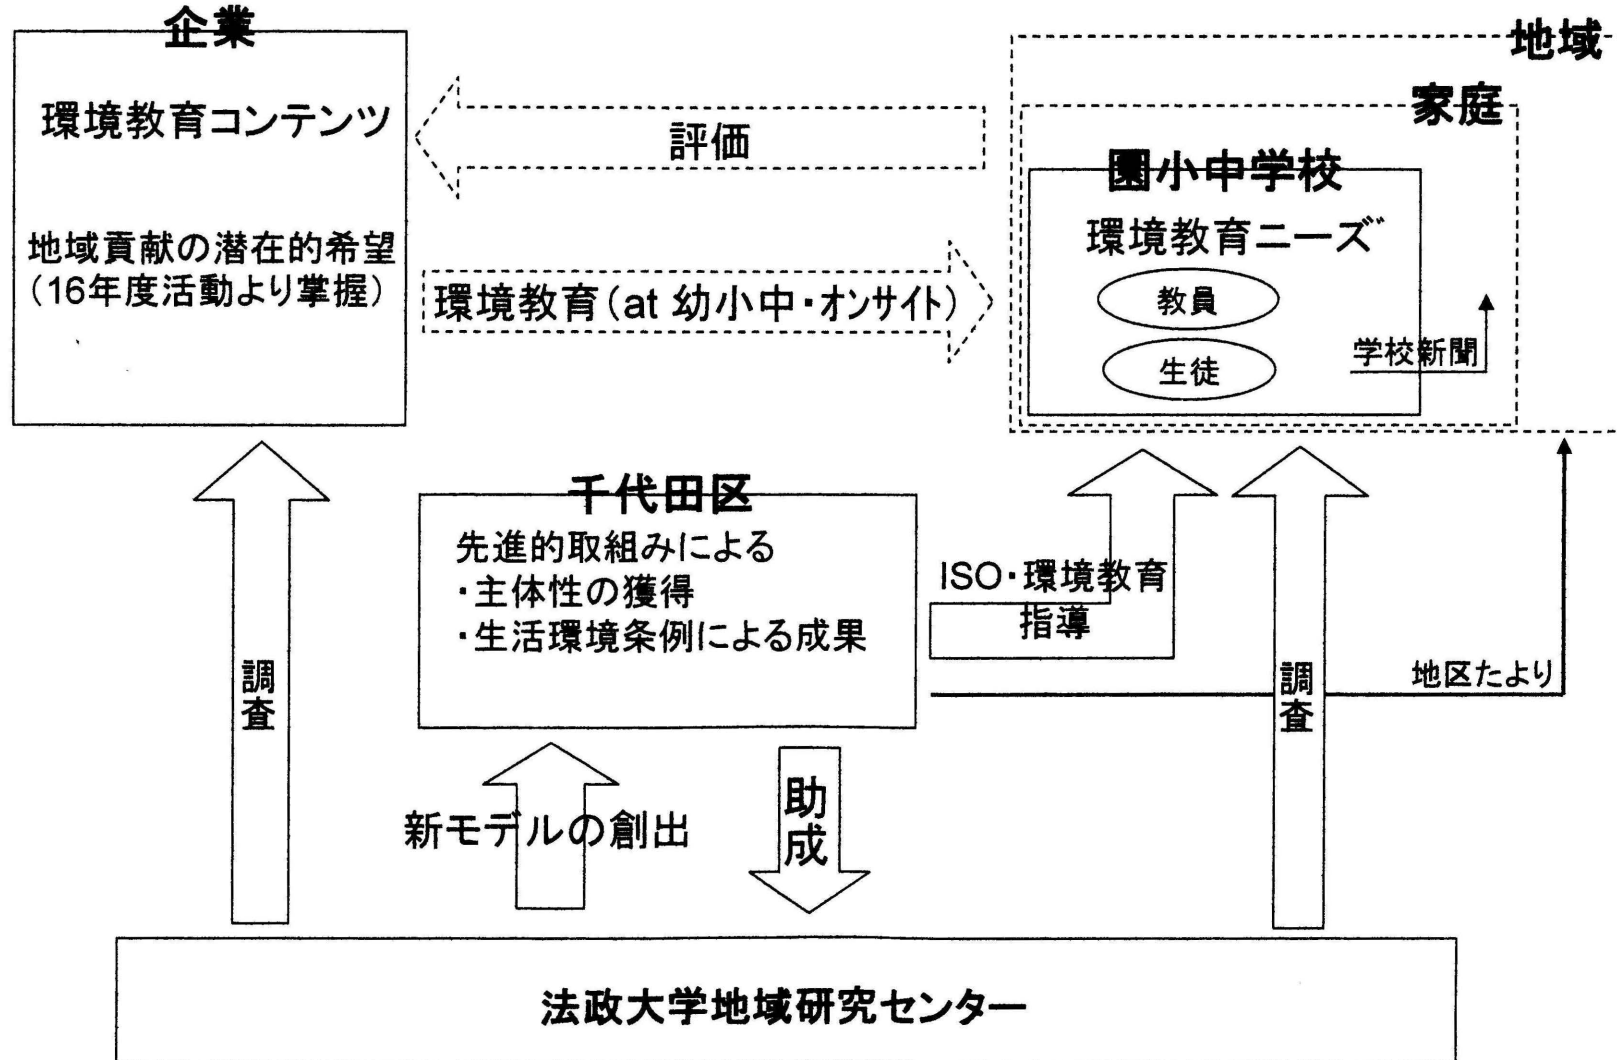 企業
環境教育コンテンツ
地域貢献の潜在的希望
（16年度活動より掌握）
評価
環境教育（at 幼小中・オンサイト）
地域
家庭
園小中学校
環境教育ニーズ
教員
生徒
学校新聞
千代田区
先進的取組みによる
・主体性の獲得
・生活環境条例による成果
ISO・環境教育
指導
地区たより
調査
調査
新モデルの創出
助成
法政大学地域研究センター